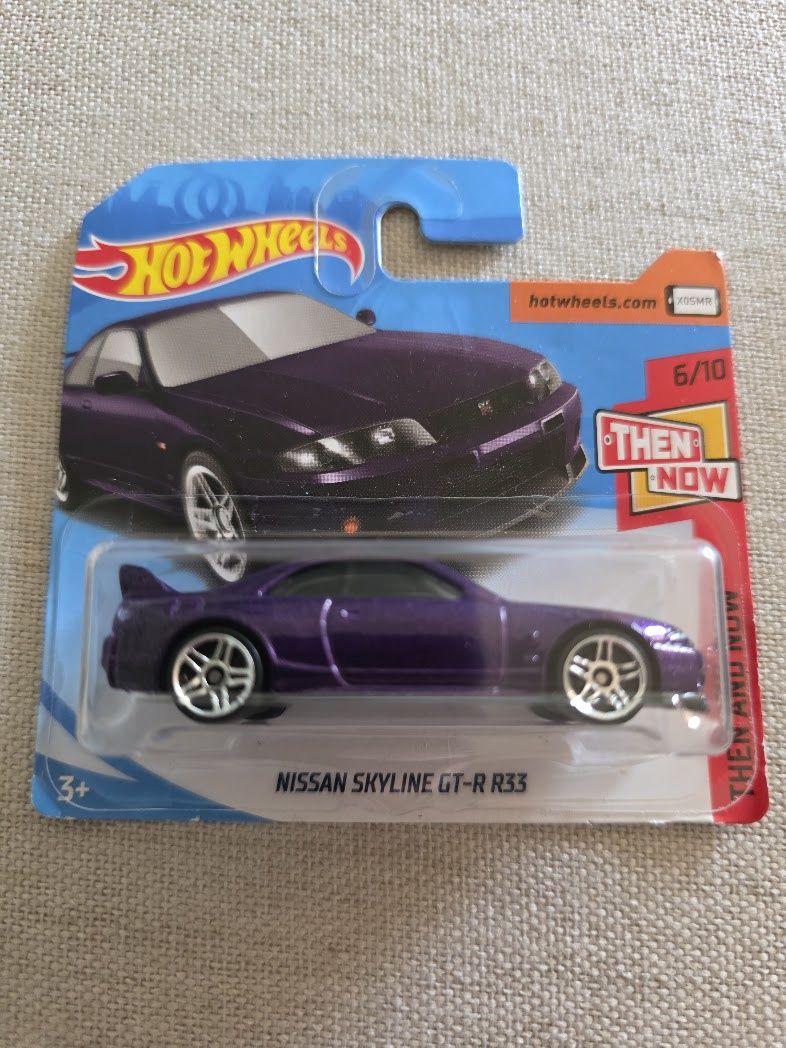 HOT WHEELS
hotwheels.com
X0SMR
6/10
THEN
NOW
THEN AND NOW
NISSAN SKYLINE GT-R R33
3+